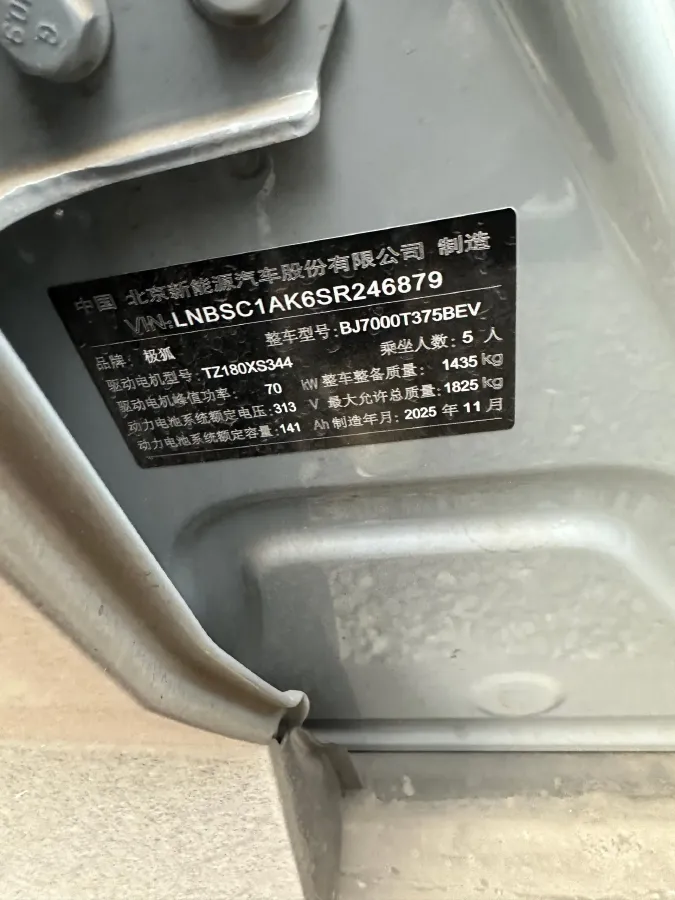 10.9
中国 北京新能源汽车股份有限公司 制造
VIN:LNBSC1AK6SR246879
品牌: 极狐 整车型号:BJ7000T375BEV
驱动电机型号: TZ180XS344 乘坐人数: 5 人
驱动电机峰值功率: 70 kW 整车整备质量: 1435 kg
动力电池系统额定电压:313 V 最大允许总质量: 1825 kg
动力电池系统额定容量:141 Ah 制造年月: 2025 年 11 月